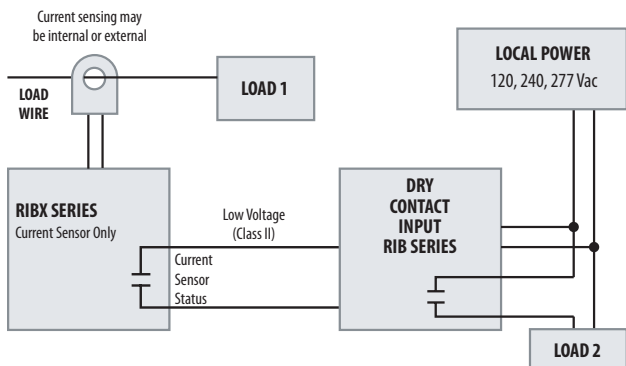 Current sensing may
be internal or external
LOAD
WIRE
LOAD 1
LOCAL POWER
120, 240, 277 Vac
RIBX SERIES
Current Sensor Only
Current
Sensor
Status
Low Voltage
(Class II)
DRY
CONTACT
INPUT
RIB SERIES
LOAD 2